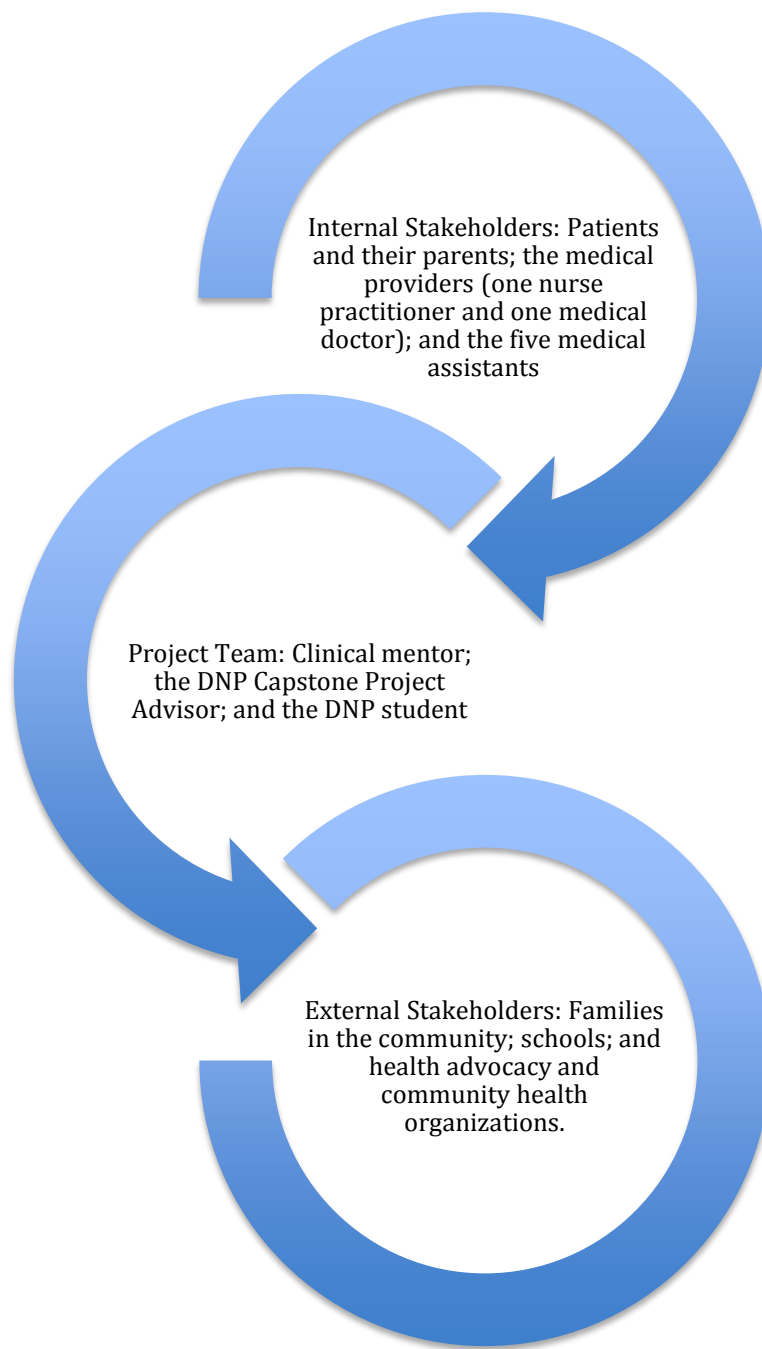 Internal Stakeholders: Patients
and their parents; the medical
providers (one nurse
practitioner and one medical
doctor); and the five medical
assistants
Project Team: Clinical mentor;
the DNP Capstone Project
Advisor; and the DNP student
External Stakeholders: Families
in the community; schools; and
health advocacy and
community health
organizations.